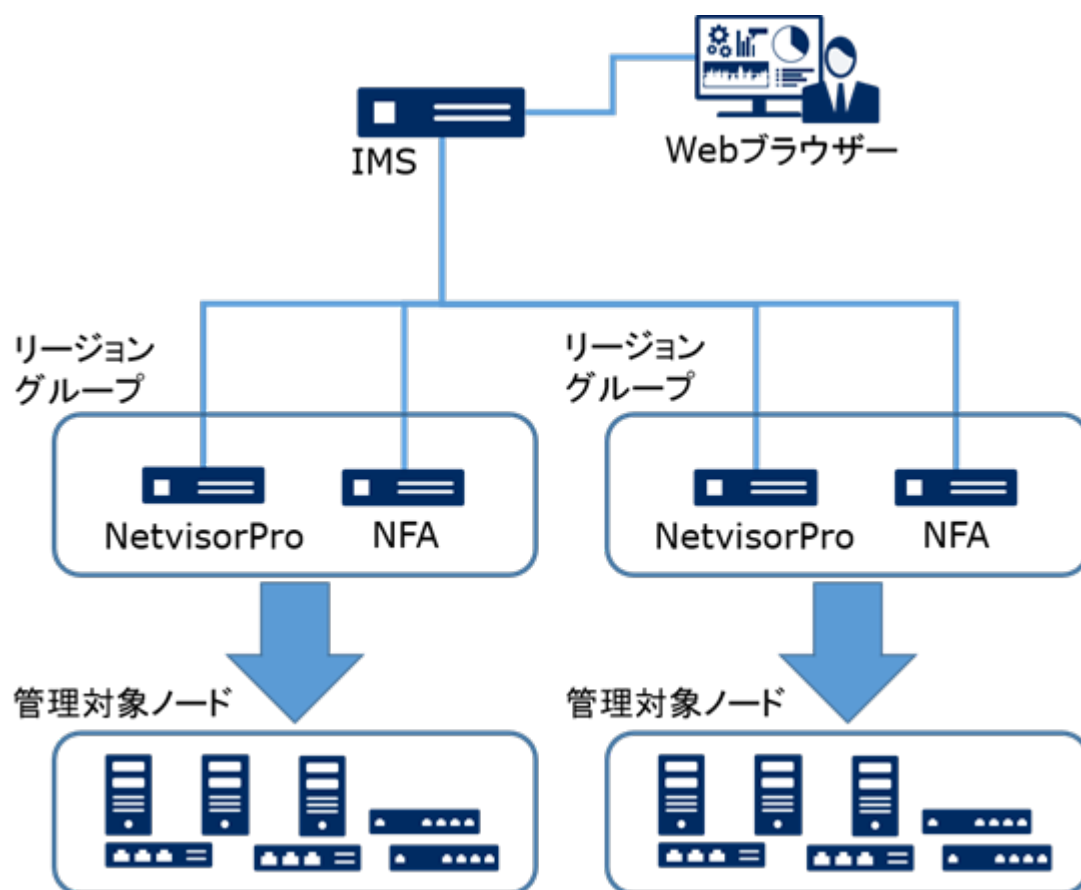 IMS
Webブラウザー
リージョン
グループ
リージョン
グループ
NetvisorPro
NFA
NetvisorPro
NFA
管理対象ノード
管理対象ノード